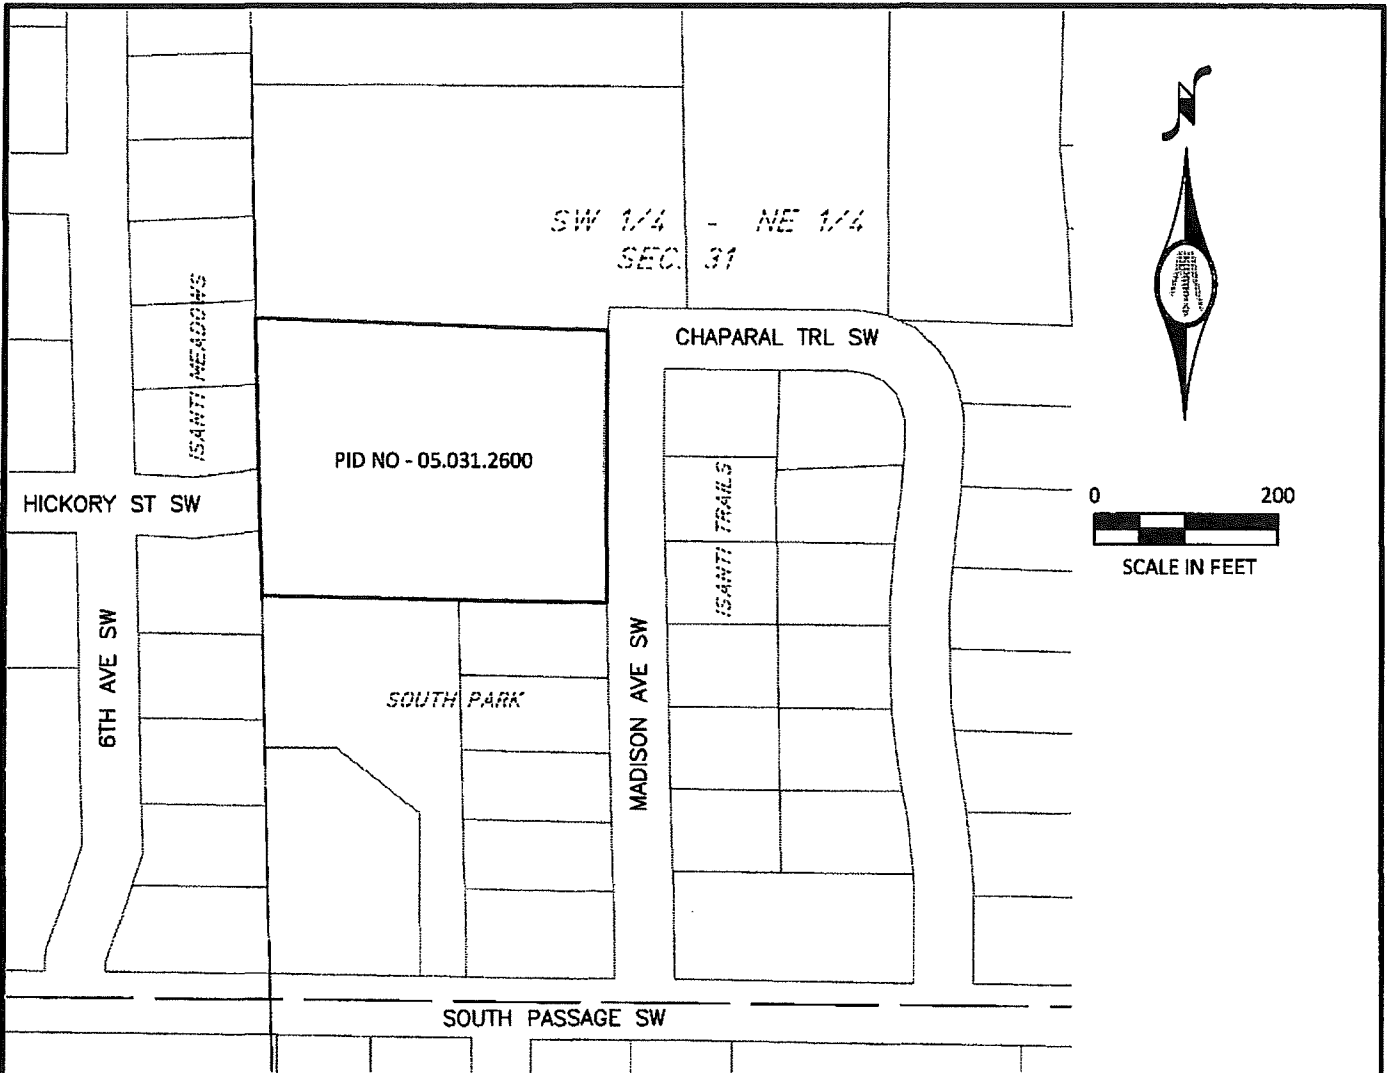 N
SW 1/4 - NE 1/4
SEC. 31
ISANTI MEADOWS
CHAPARAL TRL SW
PID NO - 05.031.2600
HICKORY ST SW
ISANTI TRAILS
0 200
SCALE IN FEET
6TH AVE SW
SOUTH PARK
MADISON AVE SW
SOUTH PASSAGE SW